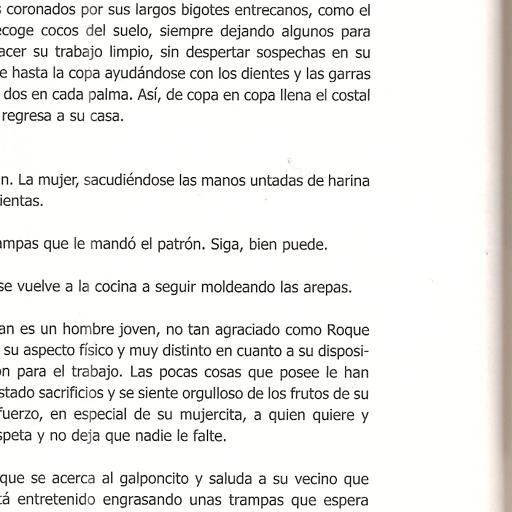 coronados por sus largos bigotes entrecanos, como el
coge cocos del suelo, siempre dejando algunos para
acer su trabajo limpio, sin despertar sospechas en su
e hasta la copa ayudándose con los dientes y las garras
dos en cada palma. Así, de copa en copa llena el costal
regresa a su casa.
n. La mujer, sacudiéndose las manos untadas de harina
ientas.
ampas que le mandó el patrón. Siga, bien puede.
se vuelve a la cocina a seguir moldeando las arepas.
an es un hombre joven, no tan agraciado como Roque
su aspecto físico y muy distinto en cuanto a su disposi-
ón para el trabajo. Las pocas cosas que posee le han
stado sacrificios y se siente orgulloso de los frutos de su
fuerzo, en especial de su mujercita, a quien quiere y
speta y no deja que nadie le falte.
que se acerca al galponcito y saluda a su vecino que
tá entretenido engrasando unas trampas que espera